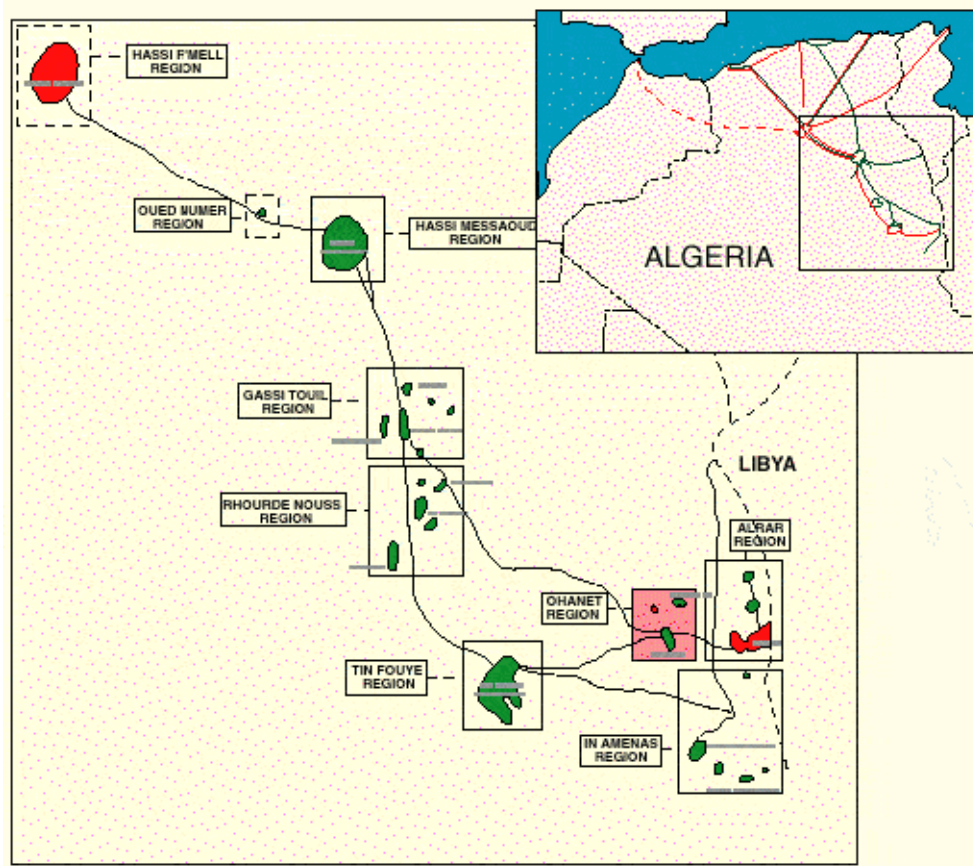 HASSI R'MELL
REGION
OUED NUMER
REGION
HASSI MESSAOUD
REGION
ALGERIA
GASSI TOUIL
REGION
LIBYA
RHOURDE NOUSS
REGION
ALRAR
REGION
OHANET
REGION
TIN FOUYE
REGION
IN AMENAS
REGION